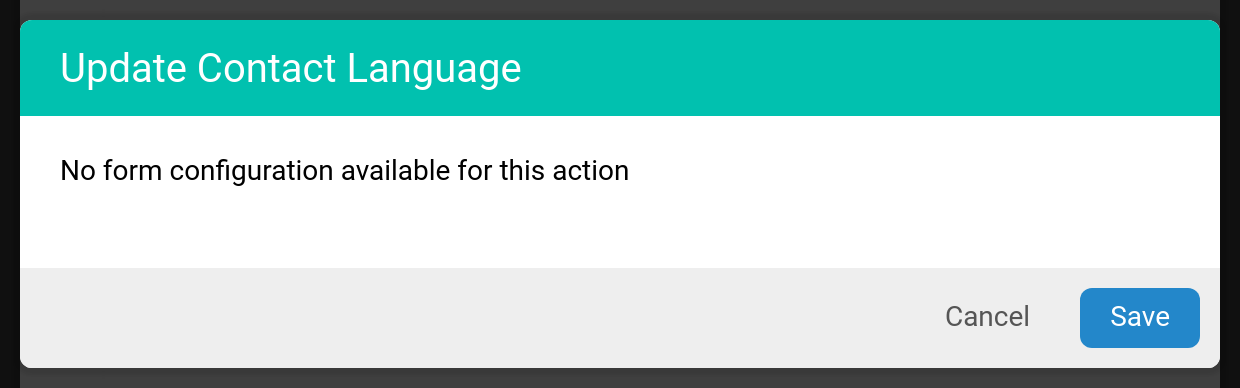 Update Contact Language
No form configuration available for this action
Cancel Save